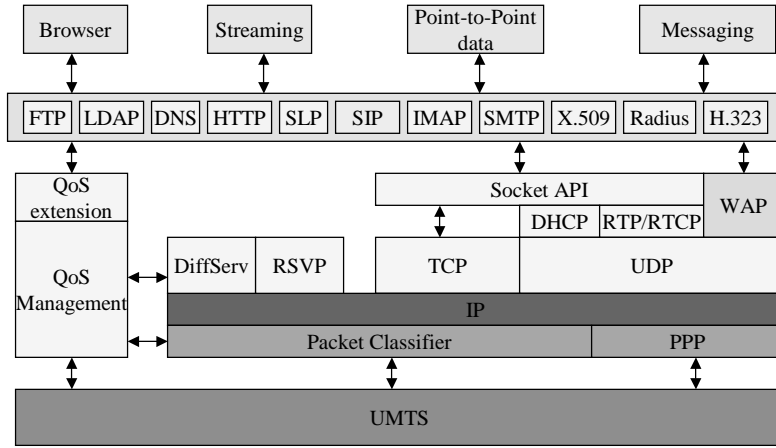 Browser
Streaming
Point-to-Point
data
Messaging
FTP
LDAP
DNS
HTTP
SLP
SIP
IMAP
SMTP
X.509
Radius
H.323
QoS
extension
Socket API
WAP
DHCP
RTP/RTCP
QoS
Management
DiffServ
RSVP
TCP
UDP
IP
Packet Classifier
PPP
UMTS